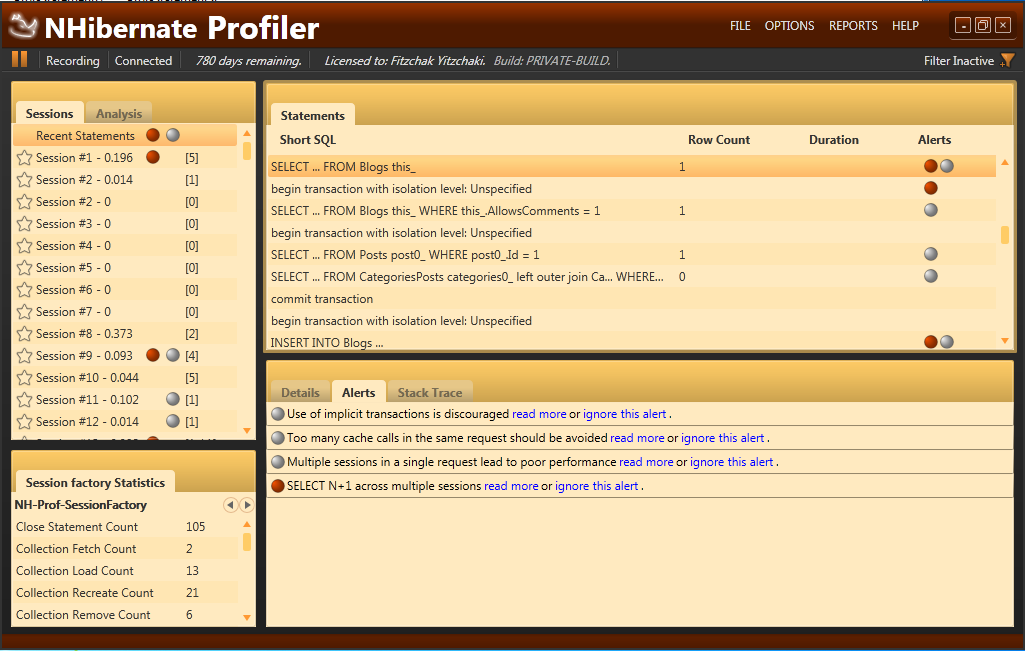 NHibernate Profiler
FILE OPTIONS REPORTS HELP
Recording Connected 780 days remaining. Licensed to: Fitzchak Yitzchaki. Build: PRIVATE-BUILD. Filter Inactive
Sessions Analysis
Recent Statements
Session #1 - 0.196 [5]
Session #2 - 0.014 [1]
Session #2 - 0 [0]
Session #3 - 0 [0]
Session #4 - 0 [0]
Session #5 - 0 [0]
Session #6 - 0 [0]
Session #7 - 0 [0]
Session #8 - 0.373 [2]
Session #9 - 0.093 [4]
Session #10 - 0.044 [5]
Session #11 - 0.102 [1]
Session #12 - 0.014 [1]
Session factory Statistics
NH-Prof-SessionFactory
Close Statement Count 105
Collection Fetch Count 2
Collection Load Count 13
Collection Recreate Count 21
Collection Remove Count 6
Statements
Short SQL Row Count Duration Alerts
SELECT ... FROM Blogs this_ 1
begin transaction with isolation level: Unspecified
SELECT ... FROM Blogs this_ WHERE this_.AllowsComments = 1 1
begin transaction with isolation level: Unspecified
SELECT ... FROM Posts post0_ WHERE post0_.Id = 1 1
SELECT ... FROM CategoriesPosts categories0_ left outer join Ca... WHERE... 0
commit transaction
begin transaction with isolation level: Unspecified
INSERT INTO Blogs ...
Details Alerts Stack Trace
Use of implicit transactions is discouraged read more or ignore this alert .
Too many cache calls in the same request should be avoided read more or ignore this alert .
Multiple sessions in a single request lead to poor performance read more or ignore this alert .
SELECT N+1 across multiple sessions read more or ignore this alert .